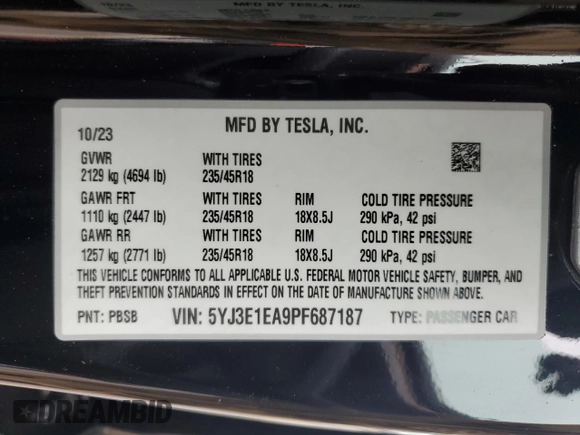 10/23
MFD BY TESLA, INC.
GVWR WITH TIRES
2129 kg (4694 lb) 235/45R18
GAWR FRT WITH TIRES RIM COLD TIRE PRESSURE
1110 kg (2447 lb) 235/45R18 18X8.5J 290 kPa, 42 psi
GAWR RR WITH TIRES RIM COLD TIRE PRESSURE
1257 kg (2771 lb) 235/45R18 18X8.5J 290 kPa, 42 psi
THIS VEHICLE CONFORMS TO ALL APPLICABLE U.S. FEDERAL MOTOR VEHICLE SAFETY, BUMPER, AND
THEFT PREVENTION STANDARDS IN EFFECT ON THE DATE OF MANUFACTURE SHOWN ABOVE.
PNT: PBSB VIN: 5YJ3E1EA9PF687187 TYPE: PASSENGER CAR
DREAMBID